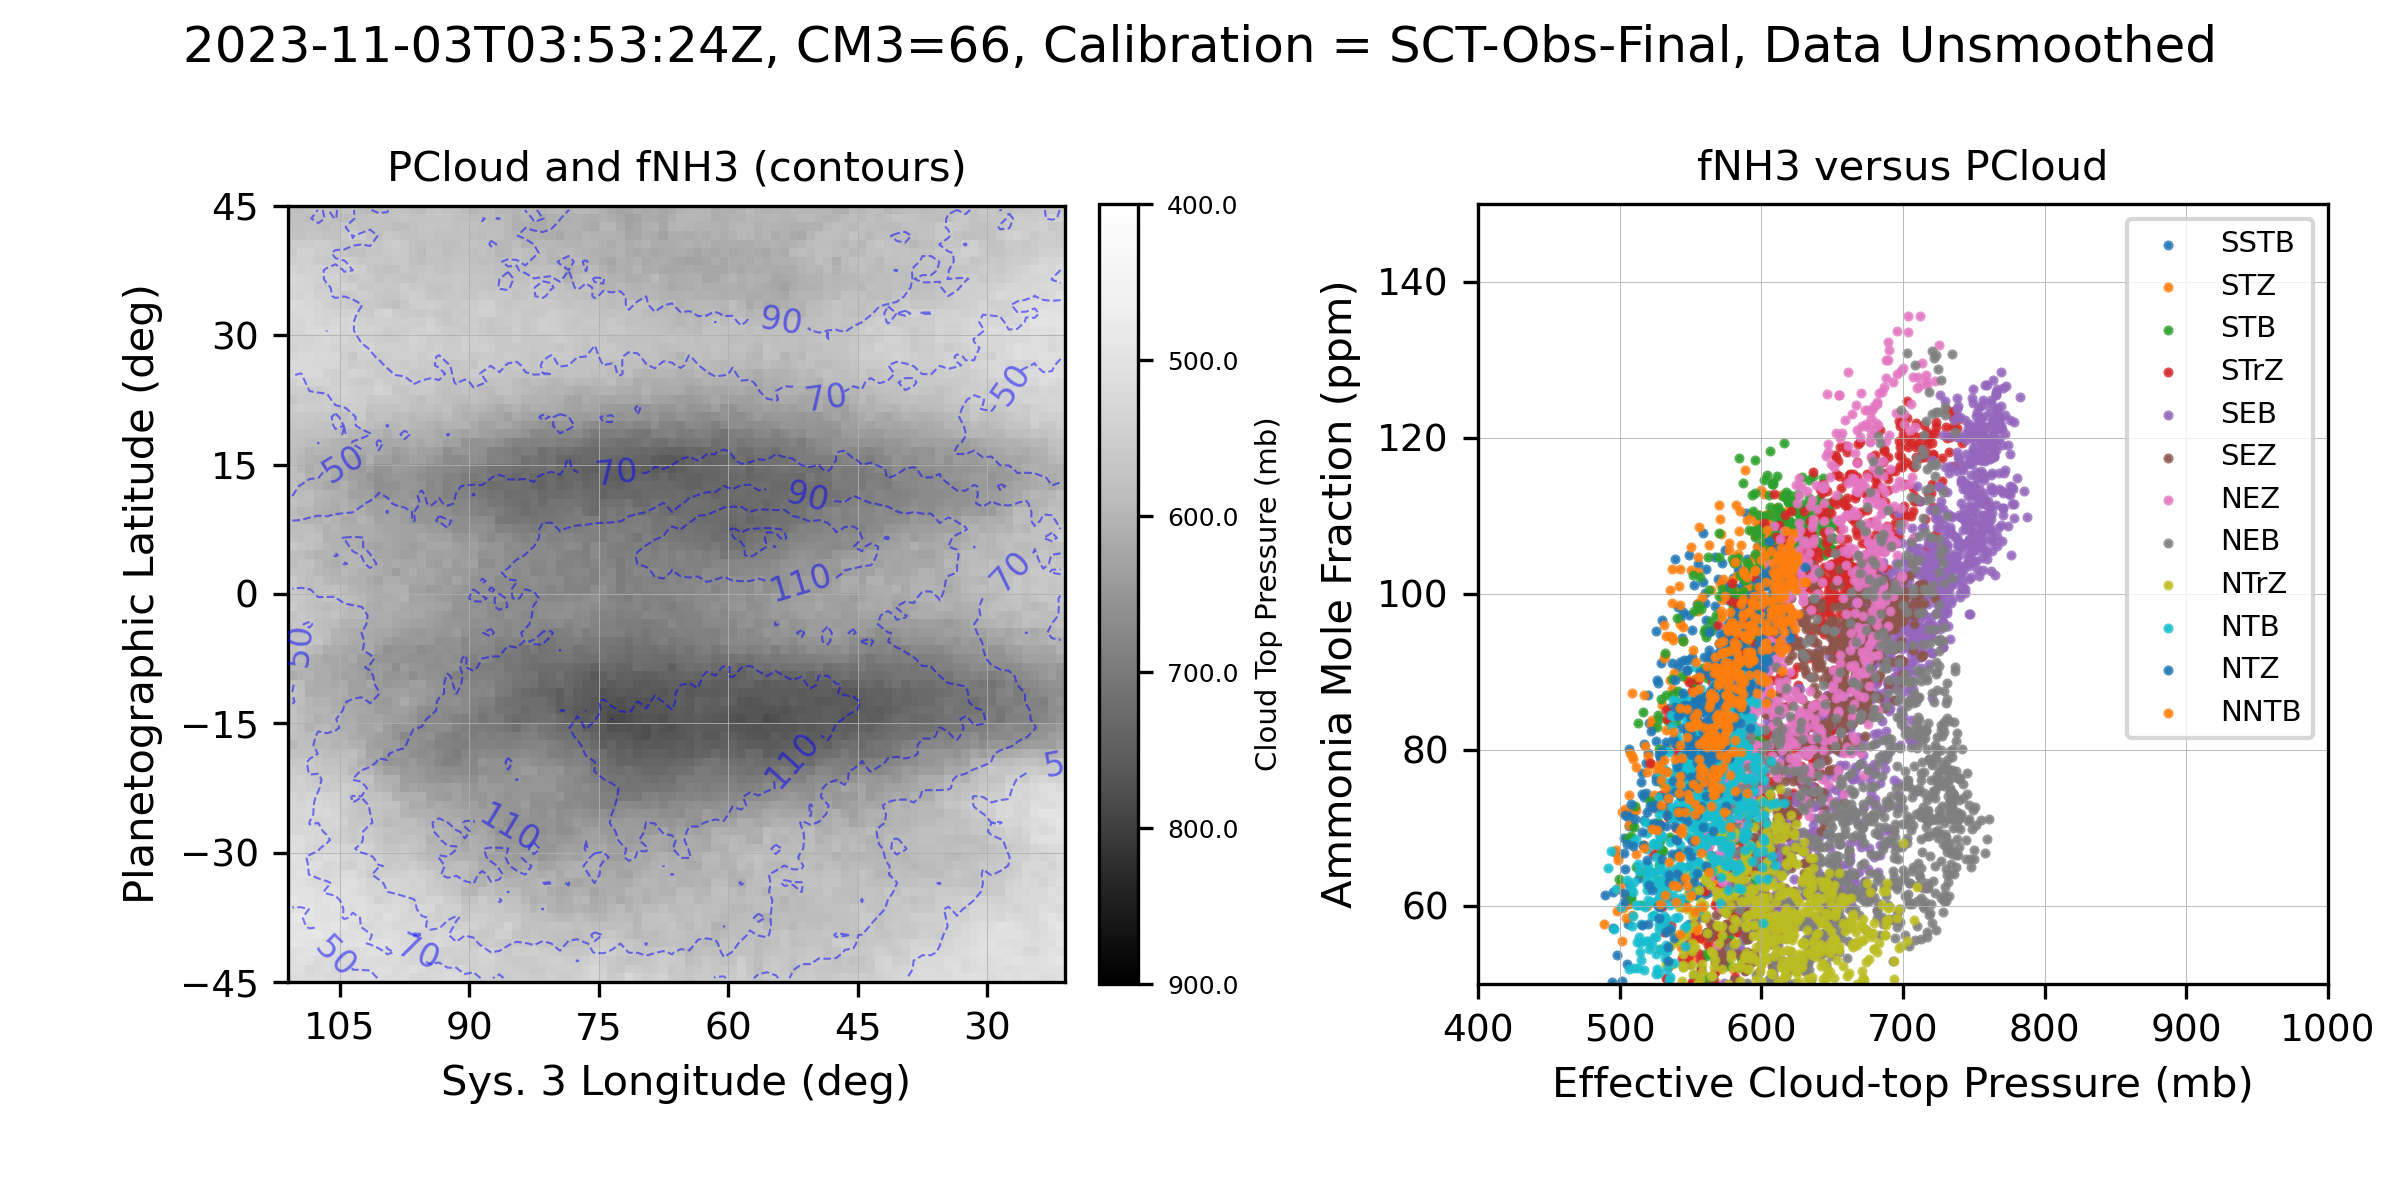 2023-11-03T03:53:24Z, CM3=66, Calibration = SCT-Obs-Final, Data Unsmoothed
PCloud and fNH3 (contours)
45
30
15
0
−15
−30
−45
Planetographic Latitude (deg)
90
70
50
50
70
90
110
70
50
110
5
110
50
70
105
90
75
60
45
30
Sys. 3 Longitude (deg)
400.0
500.0
600.0
700.0
800.0
900.0
Cloud Top Pressure (mb)
fNH3 versus PCloud
140
120
100
80
60
Ammonia Mole Fraction (ppm)
SSTB
STZ
STB
STrZ
SEB
SEZ
NEZ
NEB
NTrZ
NTB
NTZ
NNTB
400
500
600
700
800
900
1000
Effective Cloud-top Pressure (mb)